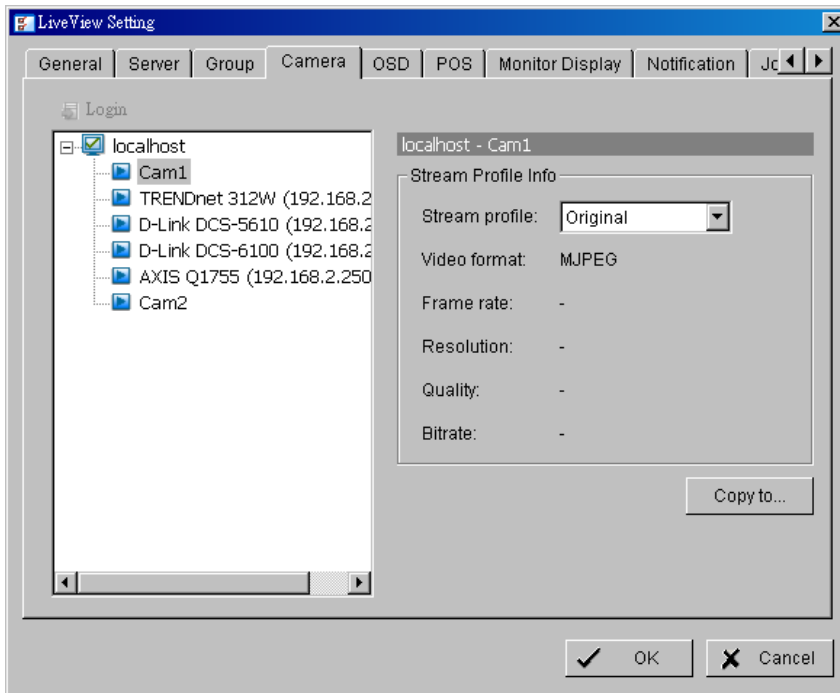 LiveView Setting
General Server Group Camera OSD POS Monitor Display Notification
Login
localhost
Cam1
TRENDnet 312W (192.168.2
D-Link DCS-5610 (192.168.2
D-Link DCS-6100 (192.168.2
AXIS Q1755 (192.168.2.250
Cam2
localhost - Cam1
Stream Profile Info
Stream profile: Original
Video format: MJPEG
Frame rate: -
Resolution: -
Quality: -
Bitrate: -
Copy to...
OK Cancel